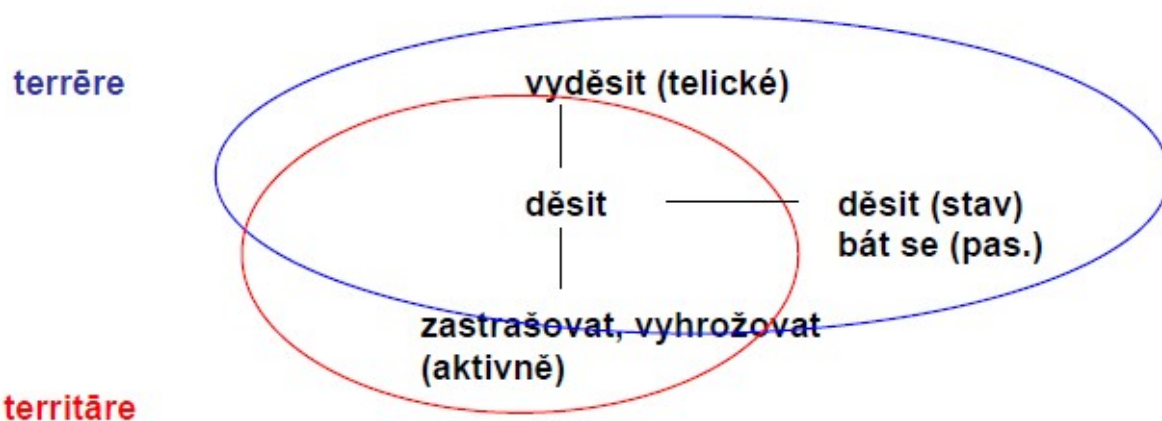 terrēre
vyděsit (telické)
děsit
děsit (stav)
bát se (pas.)
zastrašovat, vyhrožovat
(aktivně)
territāre